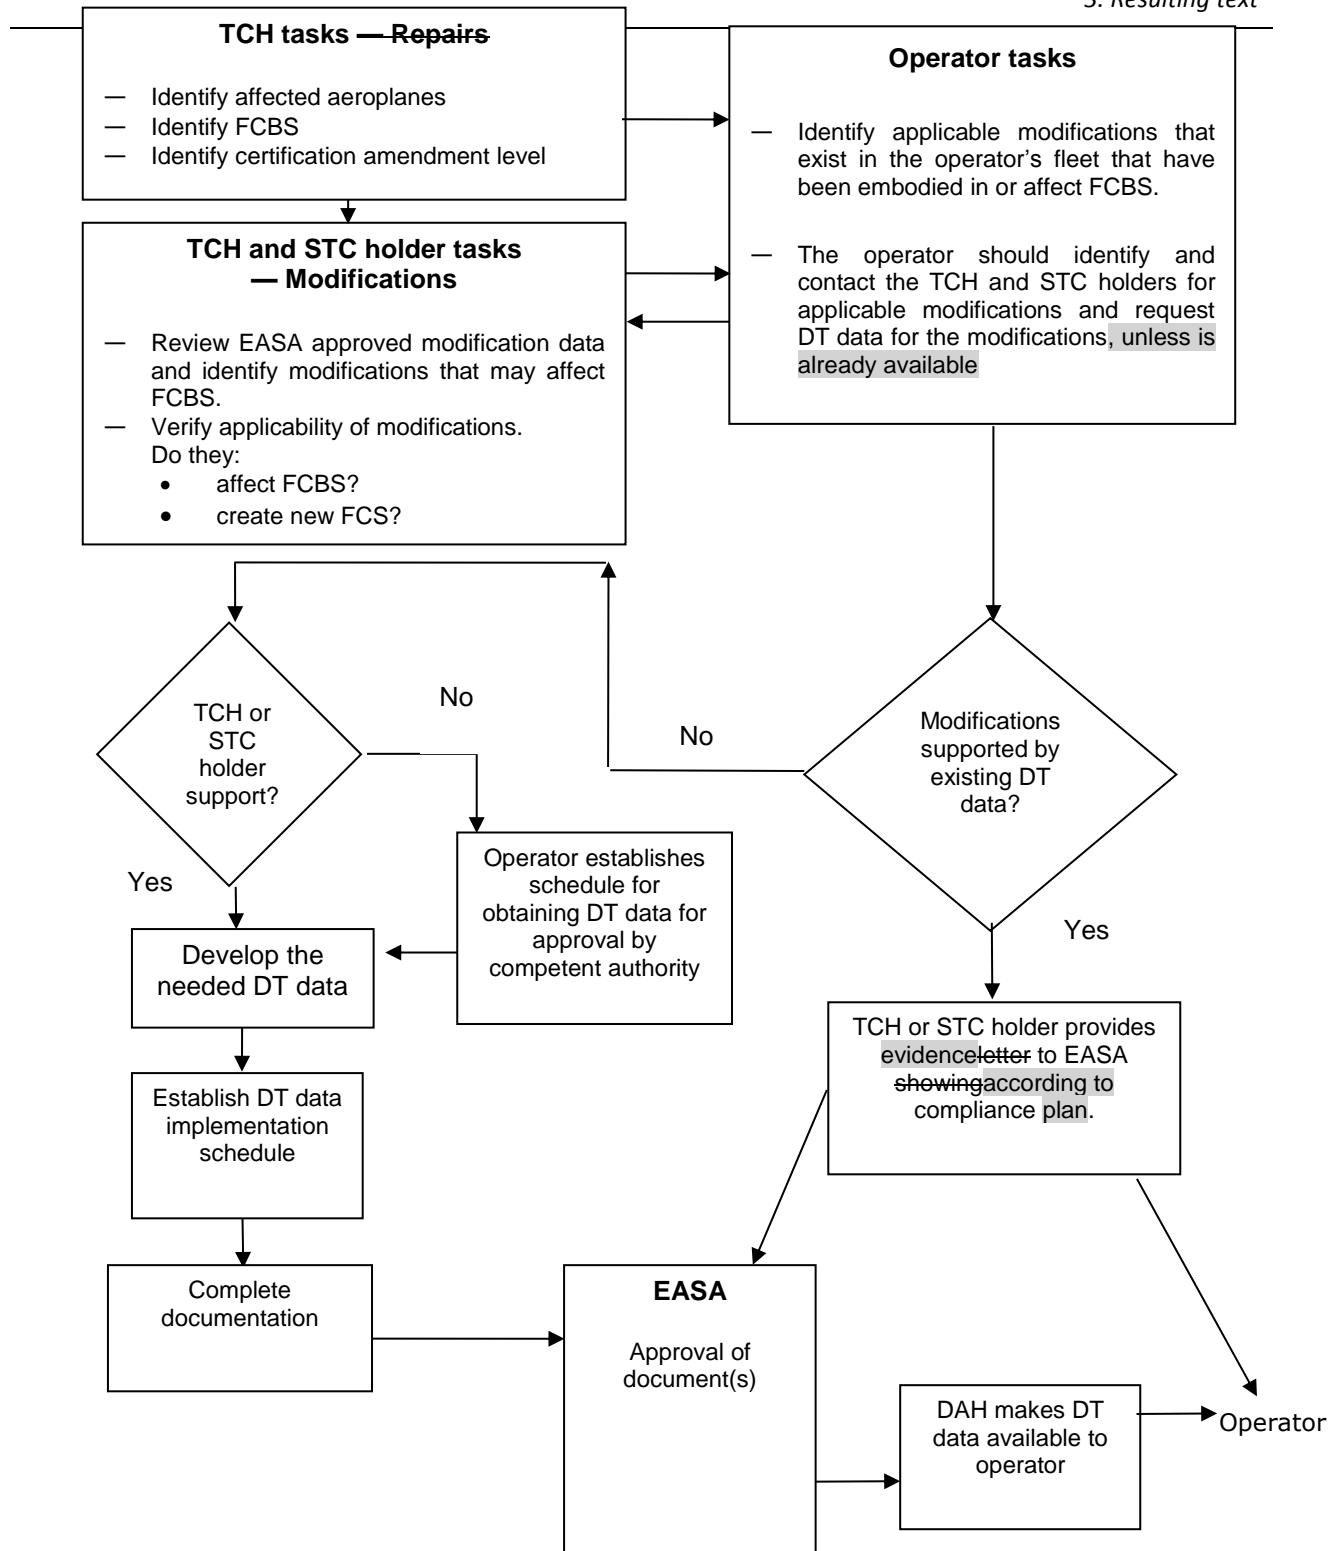 3. Resulting text
TCH tasks — Repairs
— Identify affected aeroplanes
— Identify FCBS
— Identify certification amendment level
Operator tasks
— Identify applicable modifications that
exist in the operator’s fleet that have
been embodied in or affect FCBS.
— The operator should identify and
contact the TCH and STC holders for
applicable modifications and request
DT data for the modifications, unless is
already available
TCH and STC holder tasks
— Modifications
— Review EASA approved modification data
and identify modifications that may affect
FCBS.
— Verify applicability of modifications.
Do they:
• affect FCBS?
• create new FCS?
TCH or
STC
holder
support?
No
No
Modifications
supported by
existing DT
data?
Yes
Operator establishes
schedule for
obtaining DT data for
approval by
competent authority
Yes
Develop the
needed DT data
TCH or STC holder provides
evidenceletter to EASA
showingaccording to
compliance plan.
Establish DT data
implementation
schedule
Complete
documentation
EASA
Approval of
document(s)
DAH makes DT
data available to
operator
Operator